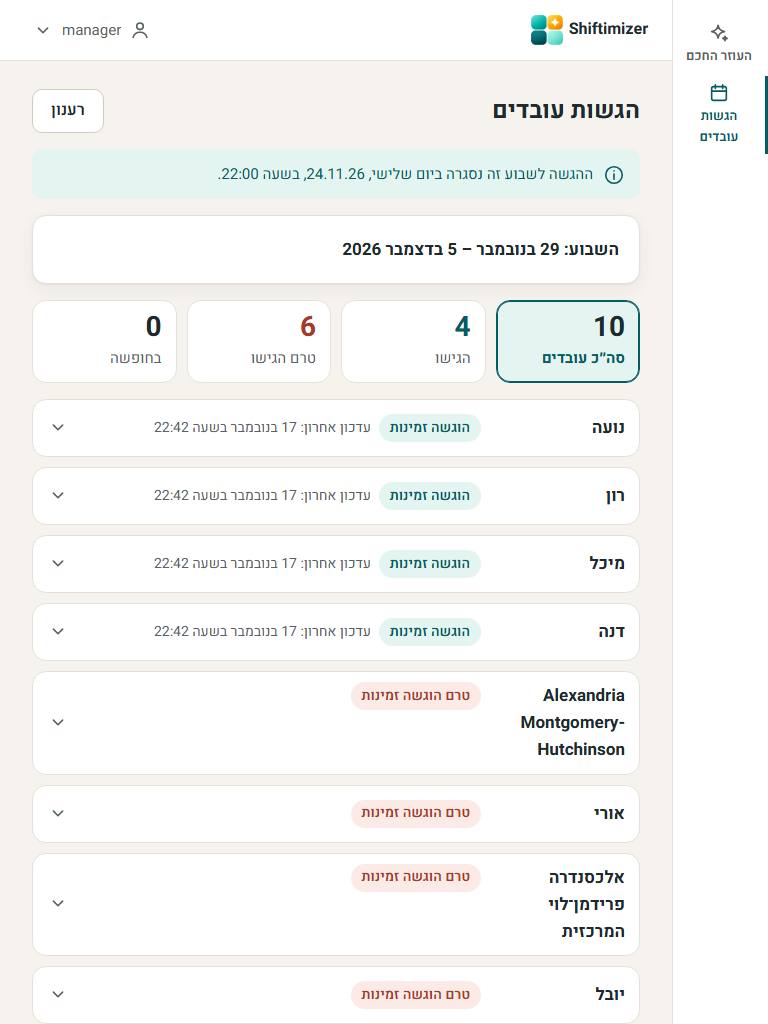 העוזר החכם
הגשות
עובדים
Shiftimizer
manager
הגשות עובדים
רענון
ההגשה לשבוע זה נסגרה ביום שלישי, 24.11.26, בשעה 22:00.
השבוע: 29 בנובמבר – 5 בדצמבר 2026
10
סה״כ עובדים
4
הגישו
6
טרם הגישו
0
בחופשה
נועה הוגשה זמינות עדכון אחרון: 17 בנובמבר בשעה 22:42
רון הוגשה זמינות עדכון אחרון: 17 בנובמבר בשעה 22:42
מיכל הוגשה זמינות עדכון אחרון: 17 בנובמבר בשעה 22:42
דנה הוגשה זמינות עדכון אחרון: 17 בנובמבר בשעה 22:42
Alexandria טרם הוגשה זמינות
Montgomery-
Hutchinson
אורי טרם הוגשה זמינות
אלכסנדרה טרם הוגשה זמינות
פרידמן־לוי
המרכזית
יובל טרם הוגשה זמינות